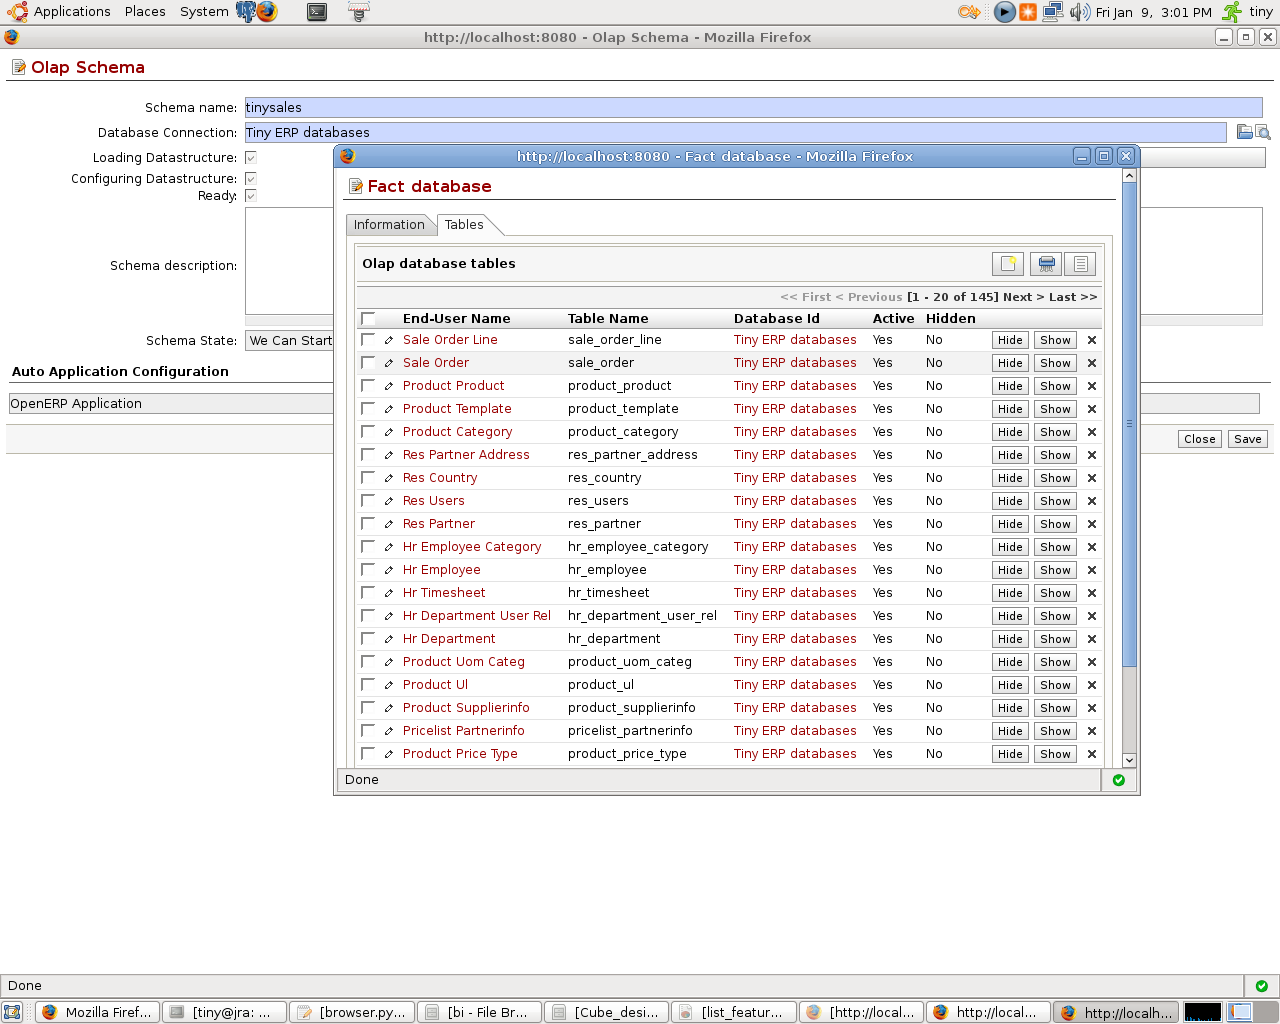 Applications Places System Fri Jan 9, 3:01 PM tiny
http://localhost:8080 - Olap Schema - Mozilla Firefox
Olap Schema
Schema name: tinysales
Database Connection: Tiny ERP databases
Loading Datastructure:
Configuring Datastructure:
Ready:
Schema description:
Schema State: We Can Start
Auto Application Configuration
OpenERP Application
Close Save
http://localhost:8080 - Fact database - Mozilla Firefox
Fact database
Information Tables
Olap database tables
<< First < Previous [1 - 20 of 145] Next > Last >>
End-User Name Table Name Database Id Active Hidden
Sale Order Line sale_order_line Tiny ERP databases Yes No Hide Show
Sale Order sale_order Tiny ERP databases Yes No Hide Show
Product Product product_product Tiny ERP databases Yes No Hide Show
Product Template product_template Tiny ERP databases Yes No Hide Show
Product Category product_category Tiny ERP databases Yes No Hide Show
Res Partner Address res_partner_address Tiny ERP databases Yes No Hide Show
Res Country res_country Tiny ERP databases Yes No Hide Show
Res Users res_users Tiny ERP databases Yes No Hide Show
Res Partner res_partner Tiny ERP databases Yes No Hide Show
Hr Employee Category hr_employee_category Tiny ERP databases Yes No Hide Show
Hr Employee hr_employee Tiny ERP databases Yes No Hide Show
Hr Timesheet hr_timesheet Tiny ERP databases Yes No Hide Show
Hr Department User Rel hr_department_user_rel Tiny ERP databases Yes No Hide Show
Hr Department hr_department Tiny ERP databases Yes No Hide Show
Product Uom Categ product_uom_categ Tiny ERP databases Yes No Hide Show
Product Ul product_ul Tiny ERP databases Yes No Hide Show
Product Supplierinfo product_supplierinfo Tiny ERP databases Yes No Hide Show
Pricelist Partnerinfo pricelist_partnerinfo Tiny ERP databases Yes No Hide Show
Product Price Type product_price_type Tiny ERP databases Yes No Hide Show
Done
Done
Mozilla Firef... [tiny@jra: ... [browser.py... [bi - File Br... [Cube_desi... [list_featur... [http://local... http://local... http://localh...